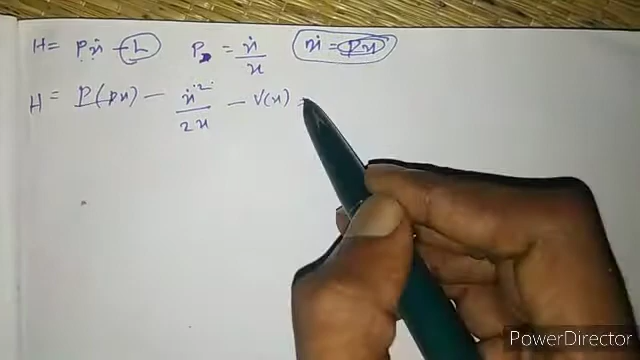 H = pẋ - L P = ẋ/x ẋ = px
H = P(px) - ẋ²/2x - V(x) =
PowerDirector